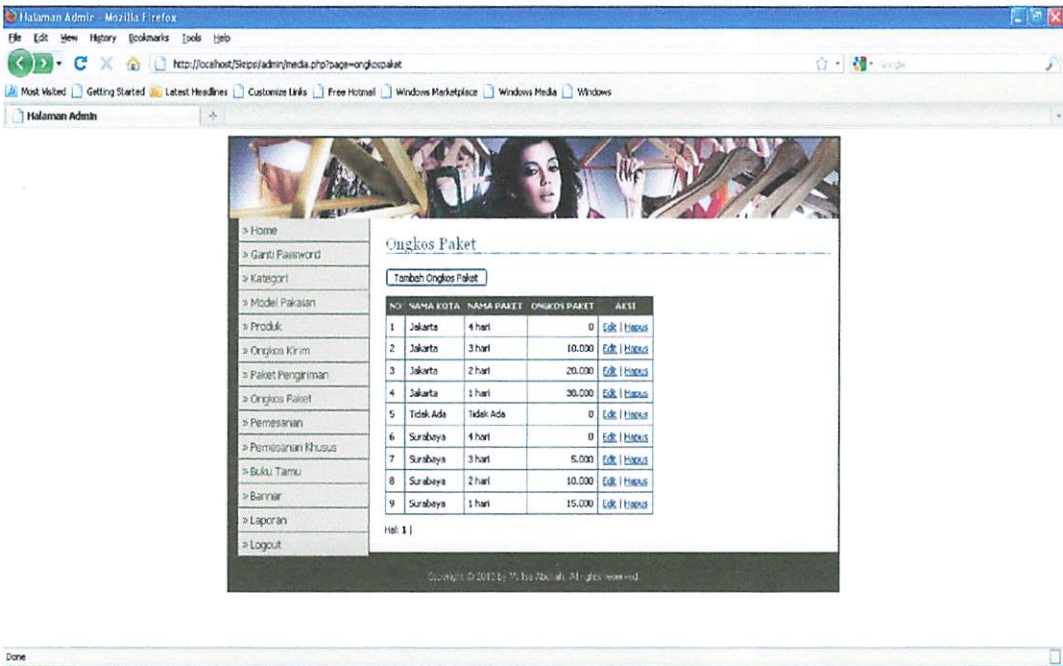 Halaman Admin - Mozilla Firefox
File Edit View History Bookmarks Tools Help
http://localhost/Skripsi/admin/media.php?page=ongkospaket
Google
Most Visited Getting Started Latest Headlines Customize Links Free Hotmail Windows Marketplace Windows Media Windows
Halaman Admin
» Home
» Ganti Password
» Kategori
» Model Pakaian
» Produk
» Ongkos Kirim
» Paket Pengiriman
» Ongkos Paket
» Pemesanan
» Pemesanan Khusus
» Buku Tamu
» Banner
» Laporan
» Logout
Ongkos Paket
Tambah Ongkos Paket
NO NAMA KOTA NAMA PAKET ONGKOS PAKET AKSI
1 Jakarta 4 hari 0 Edit | Hapus
2 Jakarta 3 hari 10.000 Edit | Hapus
3 Jakarta 2 hari 20.000 Edit | Hapus
4 Jakarta 1 hari 30.000 Edit | Hapus
5 Tidak Ada Tidak Ada 0 Edit | Hapus
6 Surabaya 4 hari 0 Edit | Hapus
7 Surabaya 3 hari 5.000 Edit | Hapus
8 Surabaya 2 hari 10.000 Edit | Hapus
9 Surabaya 1 hari 15.000 Edit | Hapus
Hal: 1 |
Copyright © 2010 by M. All rights reserved.
Done